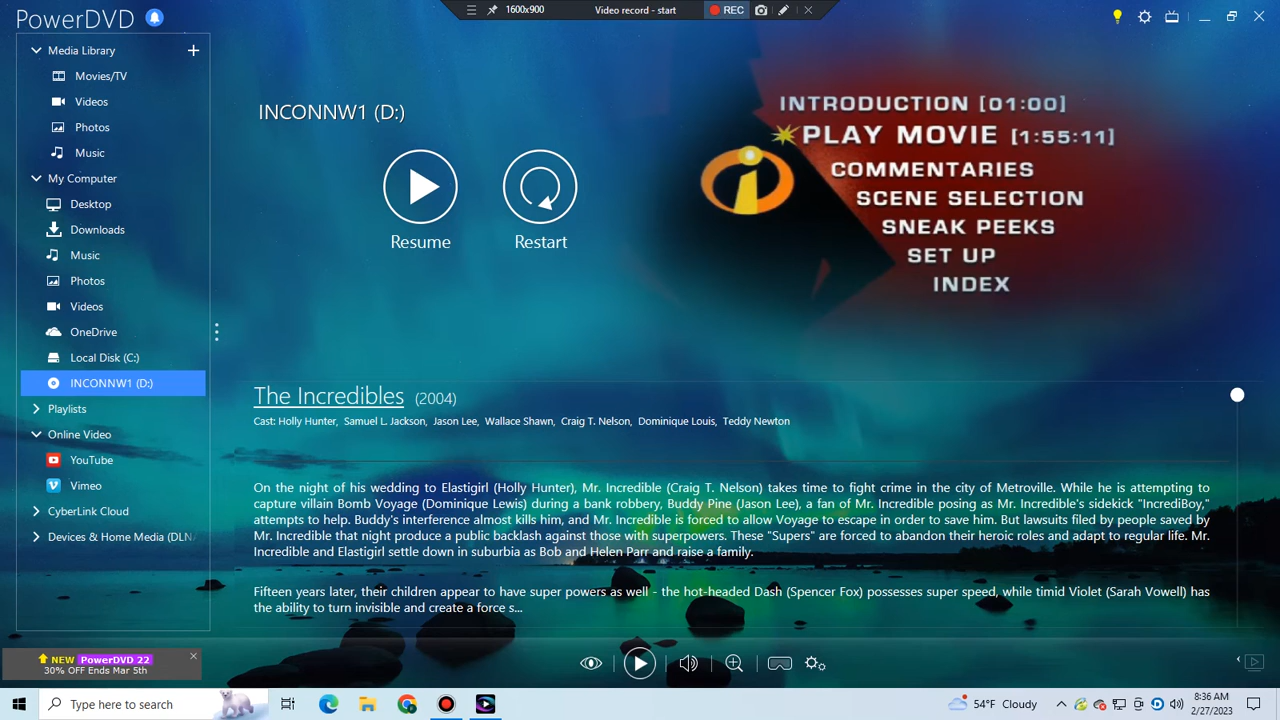 PowerDVD
1600x900
Video record - start
REC
Media Library
Movies/TV
Videos
Photos
Music
My Computer
Desktop
Downloads
Music
Photos
Videos
OneDrive
Local Disk (C:)
INCONNW1 (D:)
Playlists
Online Video
YouTube
Vimeo
CyberLink Cloud
Devices & Home Media (DLN
NEW PowerDVD 22
30% OFF Ends Mar 5th
INCONNW1 (D:)
Resume
Restart
INTRODUCTION [01:00]
PLAY MOVIE [1:55:11]
COMMENTARIES
SCENE SELECTION
SNEAK PEEKS
SET UP
INDEX
The Incredibles (2004)
Cast: Holly Hunter, Samuel L. Jackson, Jason Lee, Wallace Shawn, Craig T. Nelson, Dominique Louis, Teddy Newton
On the night of his wedding to Elastigirl (Holly Hunter), Mr. Incredible (Craig T. Nelson) takes time to fight crime in the city of Metroville. While he is attempting to
capture villain Bomb Voyage (Dominique Lewis) during a bank robbery, Buddy Pine (Jason Lee), a fan of Mr. Incredible posing as Mr. Incredible's sidekick "IncrediBoy,"
attempts to help. Buddy's interference almost kills him, and Mr. Incredible is forced to allow Voyage to escape in order to save him. But lawsuits filed by people saved by
Mr. Incredible that night produce a public backlash against those with superpowers. These "Supers" are forced to abandon their heroic roles and adapt to regular life. Mr.
Incredible and Elastigirl settle down in suburbia as Bob and Helen Parr and raise a family.
Fifteen years later, their children appear to have super powers as well - the hot-headed Dash (Spencer Fox) possesses super speed, while timid Violet (Sarah Vowell) has
the ability to turn invisible and create a force s...
Type here to search
54°F Cloudy
8:36 AM
2/27/2023